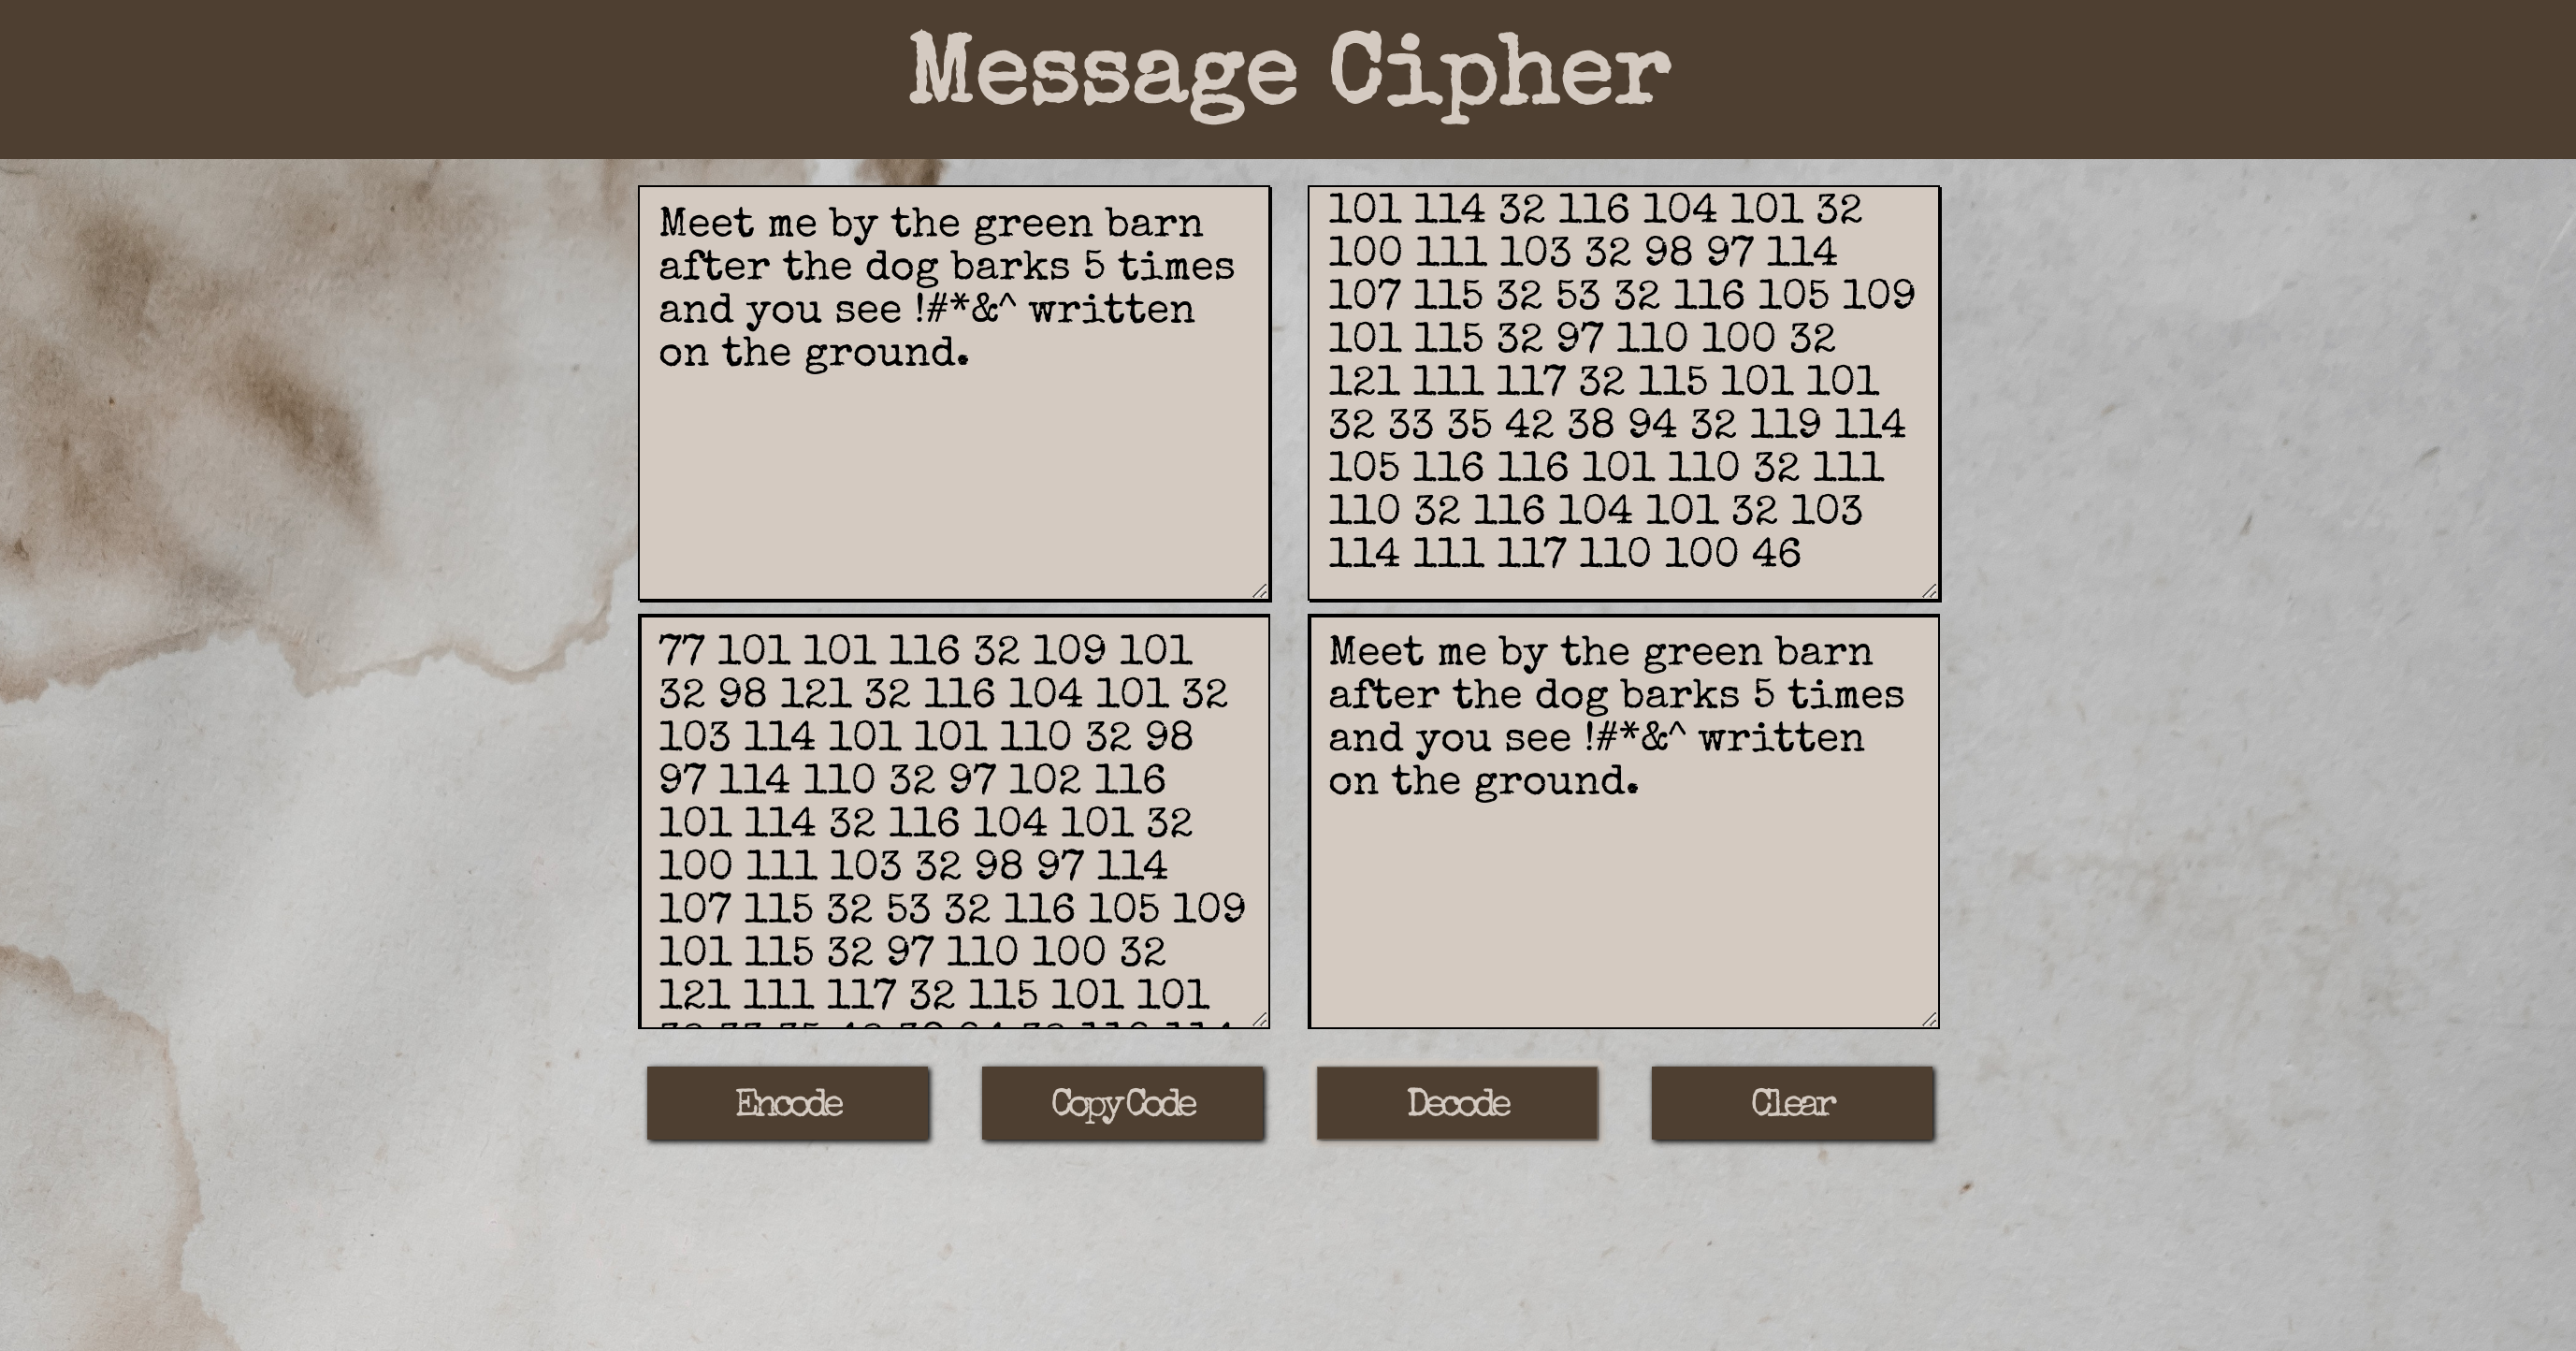 Message Cipher
Meet me by the green barn
after the dog barks 5 times
and you see !#*&^ written
on the ground.
101 114 32 116 104 101 32
100 111 103 32 98 97 114
107 115 32 53 32 116 105 109
101 115 32 97 110 100 32
121 111 117 32 115 101 101
32 33 35 42 38 94 32 119 114
105 116 116 101 110 32 111
110 32 116 104 101 32 103
114 111 117 110 100 46
77 101 101 116 32 109 101
32 98 121 32 116 104 101 32
103 114 101 101 110 32 98
97 114 110 32 97 102 116
101 114 32 116 104 101 32
100 111 103 32 98 97 114
107 115 32 53 32 116 105 109
101 115 32 97 110 100 32
121 111 117 32 115 101 101
Meet me by the green barn
after the dog barks 5 times
and you see !#*&^ written
on the ground.
Encode
Copy Code
Decode
Clear